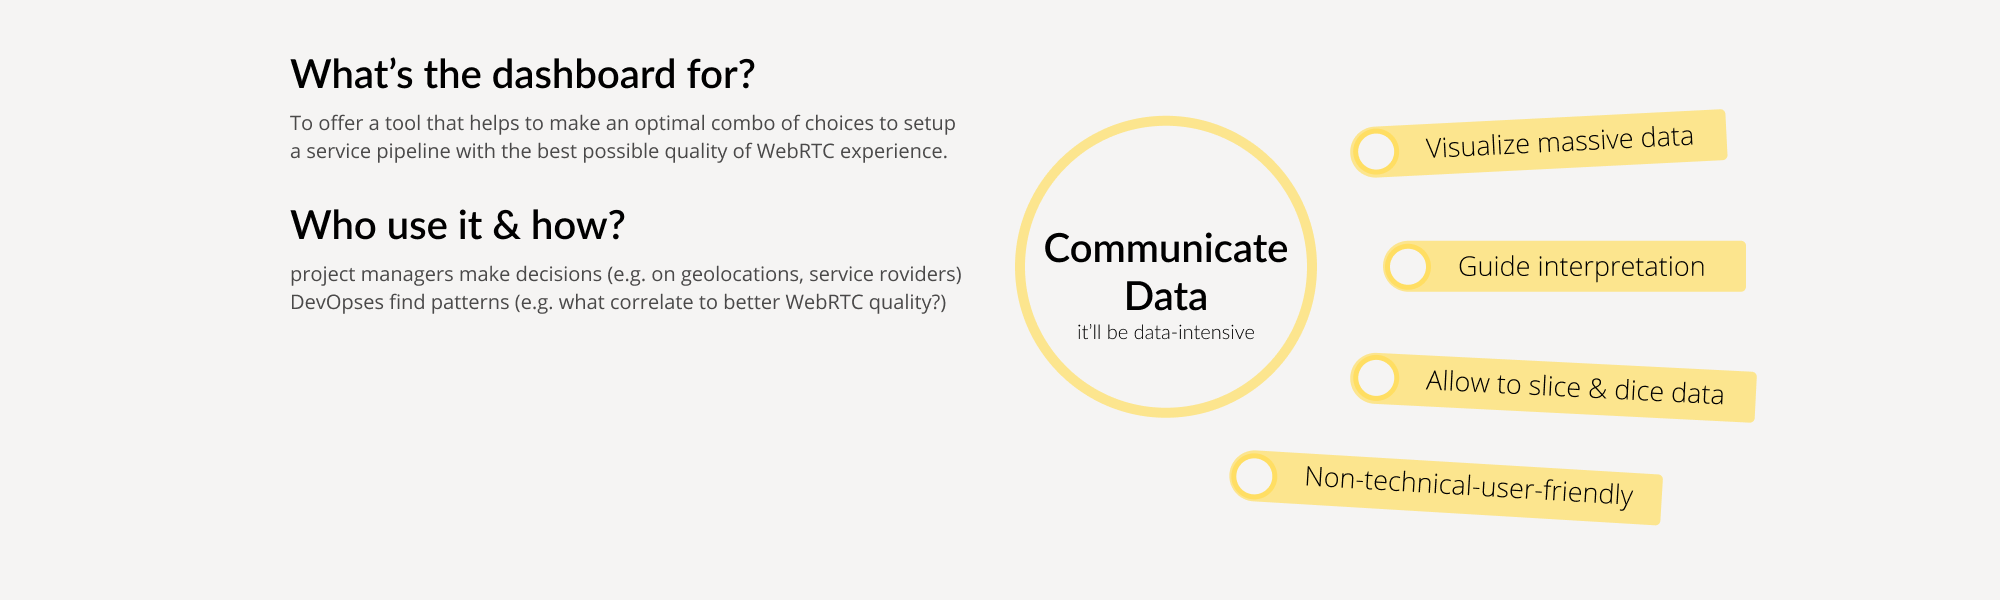 What’s the dashboard for?
To offer a tool that helps to make an optimal combo of choices to setup
a service pipeline with the best possible quality of WebRTC experience.
Who use it & how?
project managers make decisions (e.g. on geolocations, service roviders)
DevOpses find patterns (e.g. what correlate to better WebRTC quality?)
Communicate
Data
it’ll be data-intensive
Visualize massive data
Guide interpretation
Allow to slice & dice data
Non-technical-user-friendly